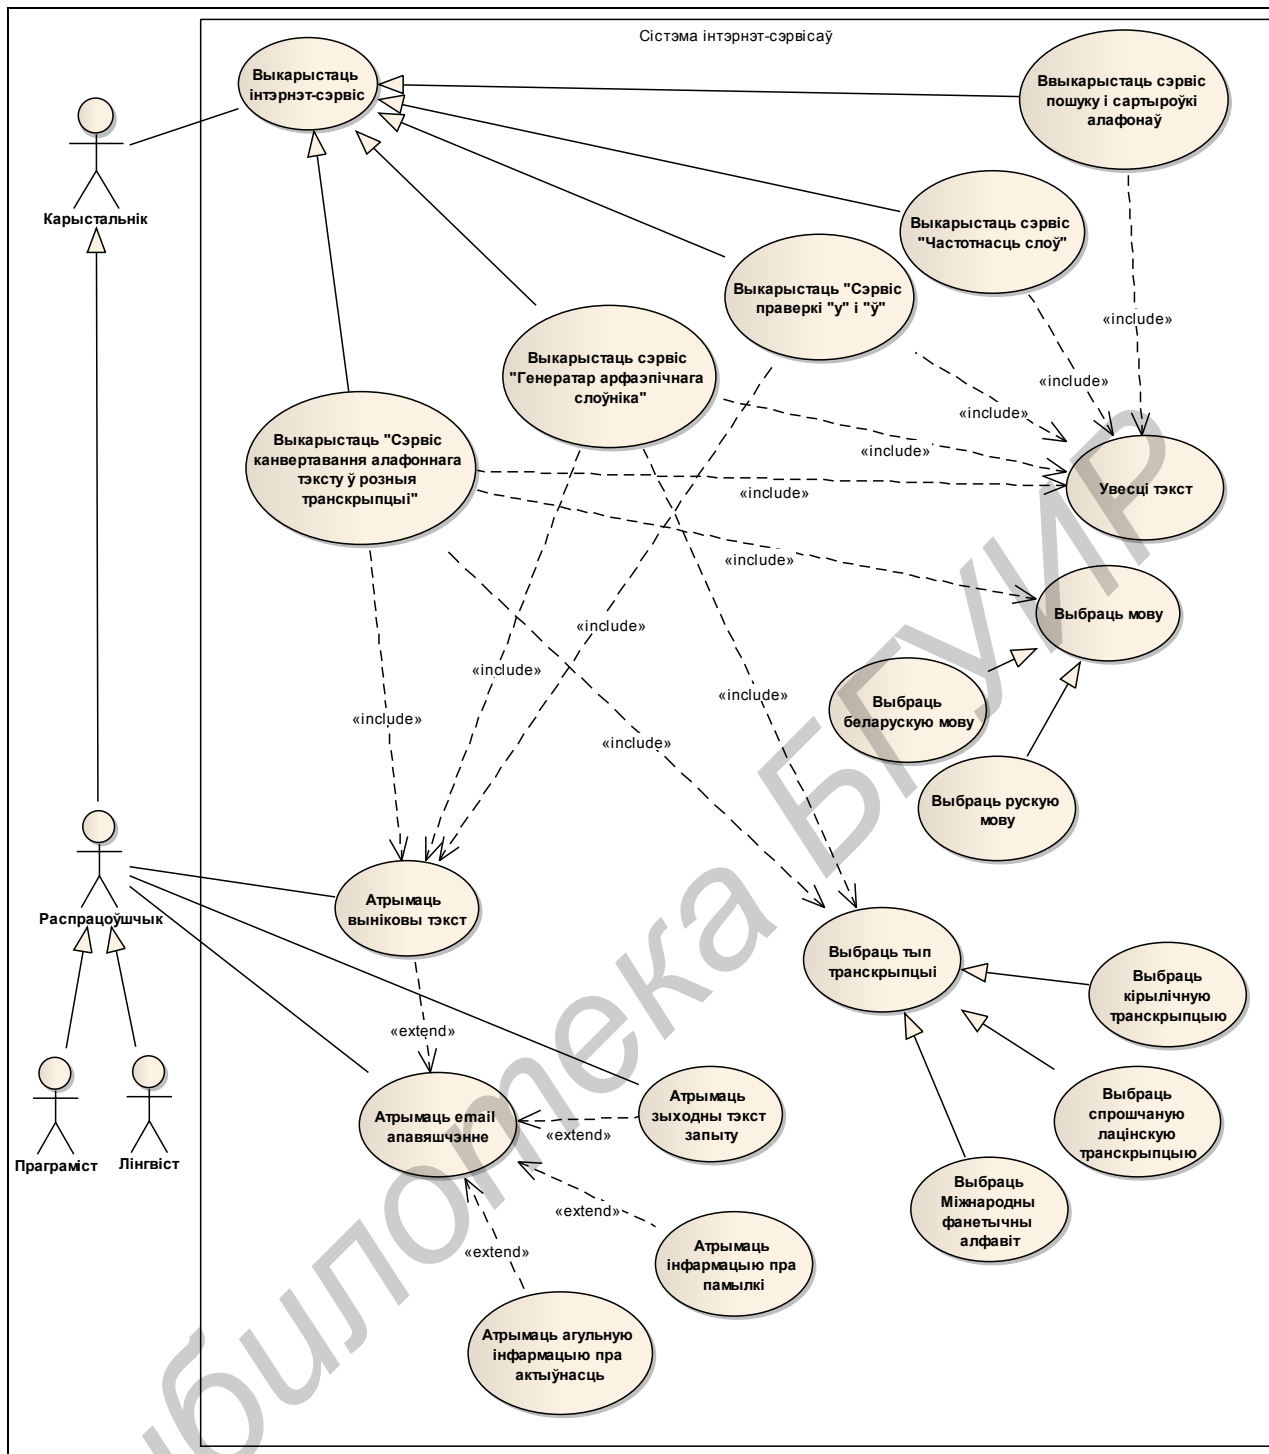 Сістэма інтэрнэт-сэрвісаў
Выкарыстаць
інтэрнэт-сэрвіс
Ввыкарыстаць сэрвіс
пошуку і сартыроўкі
алафонаў
Карыстальнік
Выкарыстаць сэрвіс
"Частотнасць слоў"
Выкарыстаць "Сэрвіс
праверкі "у" і "ў"
Выкарыстаць сэрвіс
"Генератар арфаэпічнага
слоўніка"
Выкарыстаць "Сэрвіс
канвертавання алафоннага
тэксту ў розныя
транскрыпцыі"
«include»
«include»
«include»
«include»
«include»
Увесці тэкст
«include»
Выбраць мову
«include»
«include»
«include»
«include»
«include»
Выбраць
беларускую мову
Выбраць рускую
мову
Распрацоўшчык
Атрымаць
выніковы тэкст
Выбраць тып
транскрыпцыі
Выбраць
кірылічную
транскрыпцыю
«extend»
Праграміст
Лінгвіст
Атрымаць email
апавяшчэнне
Атрымаць
зыходны тэкст
запыту
«extend»
Выбраць
спрошчаную
лацінскую
транскрыпцыю
Выбраць
Міжнародны
фанетычны
алфавіт
«extend»
«extend»
Атрымаць
інфармацыю пра
памылкі
Атрымаць агульную
інфармацыю пра
актыўнасць
библиотека БГУИР